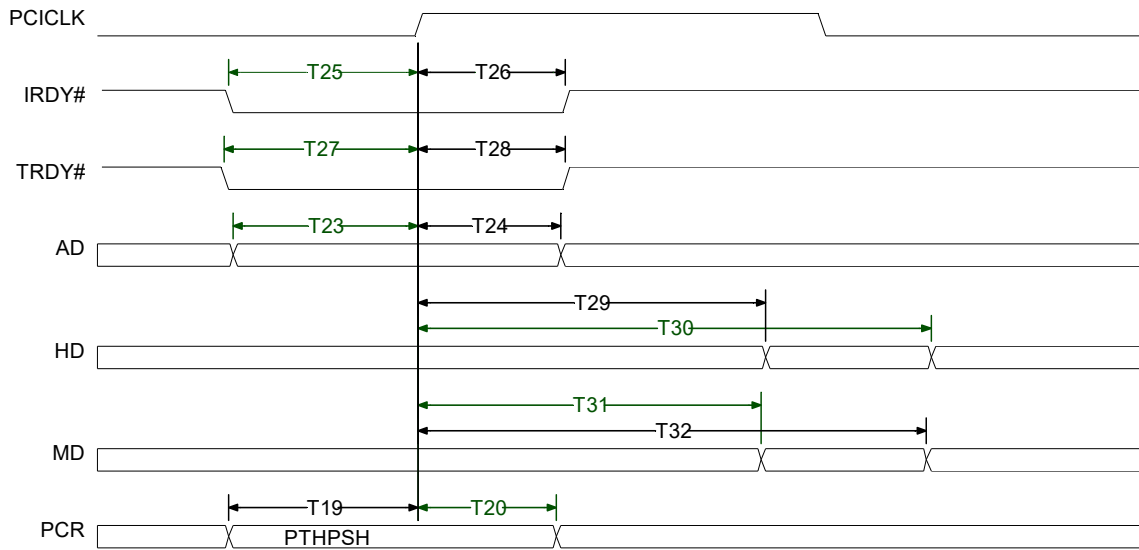 PCICLK
T25 T26
IRDY#
T27 T28
TRDY#
T23 T24
AD
T29
T30
HD
T31
T32
MD
T19 T20
PCR
PTHPSH